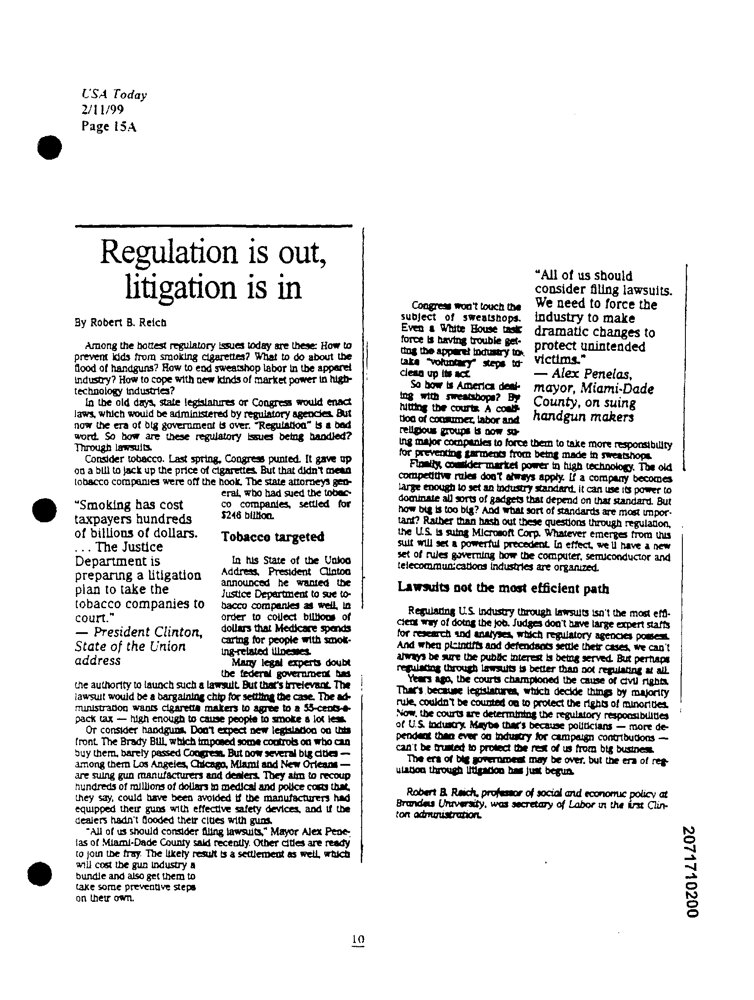 USA Today
2/11/99
Page 15A
Regulation is out,
litigation is in
By Robert B. Reich
Among the hottest regulatory issues today are these: How to
prevent kids from smoking cigarettes? What to do about the
flood of handguns? How to end sweatshop labor in the apparel
industry? How to cope with new kinds of market power in high-
technology industries?
In the old days, state legislatures or Congress would enact
laws, which would be administered by regulatory agencies. But
now the era of big government is over. "Regulation" is a bad
word. So how are these regulatory issues being handled?
Through lawsuits.
Consider tobacco. Last spring, Congress punted. It gave up
on a bill to jack up the price of cigarettes. But that didn't mean
tobacco companies were off the hook. The state attorneys gen-
eral, who had sued the tobac-
co companies, settled for
$246 billion.
"Smoking has cost
taxpayers hundreds
of billions of dollars.
... The Justice
Department is
preparing a litigation
plan to take the
tobacco companies to
court."
— President Clinton,
State of the Union
address
Tobacco targeted
In his State of the Union
Address, President Clinton
announced he wanted the
Justice Department to sue to-
bacco companies as well, in
order to collect billions of
dollars that Medicare spends
caring for people with smok-
ing-related illnesses.
Many legal experts doubt
the federal government has
the authority to launch such a lawsuit. But that's irrelevant. The
lawsuit would be a bargaining chip for settling the case. The ad-
ministration wants cigarette makers to agree to a 55-cents-a-
pack tax — high enough to cause people to smoke a lot less.
Or consider handguns. Don't expect new legislation on this
front. The Brady Bill, which imposed some controls on who can
buy them, barely passed Congress. But now several big cities —
among them Los Angeles, Chicago, Miami and New Orleans —
are suing gun manufacturers and dealers. They aim to recoup
hundreds of millions of dollars in medical and police costs that,
they say, could have been avoided if the manufacturers had
equipped their guns with effective safety devices, and if the
dealers hadn't flooded their cities with guns.
"All of us should consider filing lawsuits," Mayor Alex Pene-
las of Miami-Dade County said recently. Other cities are ready
to join the fray. The likely result is a settlement as well, which
will cost the gun industry a
bundle and also get them to
take some preventive steps
on their own.
Congress won't touch the
subject of sweatshops.
Even a White House task
force is having trouble get-
ting the apparel industry to
take "voluntary" steps to
clean up its act.
So how is America deal-
ing with sweatshops? By
hitting the courts. A coali-
tion of consumer, labor and
religious groups is now su-
ing major companies to force them to take more responsibility
for preventing garments from being made in sweatshops.
"All of us should
consider filing lawsuits.
We need to force the
industry to make
dramatic changes to
protect unintended
victims."
— Alex Penelas,
mayor, Miami-Dade
County, on suing
handgun makers
Finally, consider market power in high technology. The old
competitive rules don't always apply. If a company becomes
large enough to set an industry standard, it can use its power to
dominate all sorts of gadgets that depend on that standard. But
how big is too big? And what sort of standards are most impor-
tant? Rather than hash out these questions through regulation,
the U.S. is suing Microsoft Corp. Whatever emerges from this
suit will set a powerful precedent. In effect, we'll have a new
set of rules governing how the computer, semiconductor and
telecommunications industries are organized.
Lawsuits not the most efficient path
Regulating U.S. industry through lawsuits isn't the most effi-
cient way of doing the job. Judges don't have large expert staffs
for research and analyses, which regulatory agencies possess.
And when plaintiffs and defendants settle their cases, we can't
always be sure the public interest is being served. But perhaps
regulating through lawsuits is better than not regulating at all.
Years ago, the courts championed the cause of civil rights.
That's because legislatures, which decide things by majority
rule, couldn't be counted on to protect the rights of minorities.
Now, the courts are determining the regulatory responsibilities
of U.S. industry. Maybe that's because politicians — more de-
pendent than ever on industry for campaign contributions —
can't be trusted to protect the rest of us from big business.
The era of big government may be over, but the era of reg-
ulation through litigation has just begun.
Robert B. Reich, professor of social and economic policy at
Brandeis University, was secretary of Labor in the first Clin-
ton administration.
2071710200
10